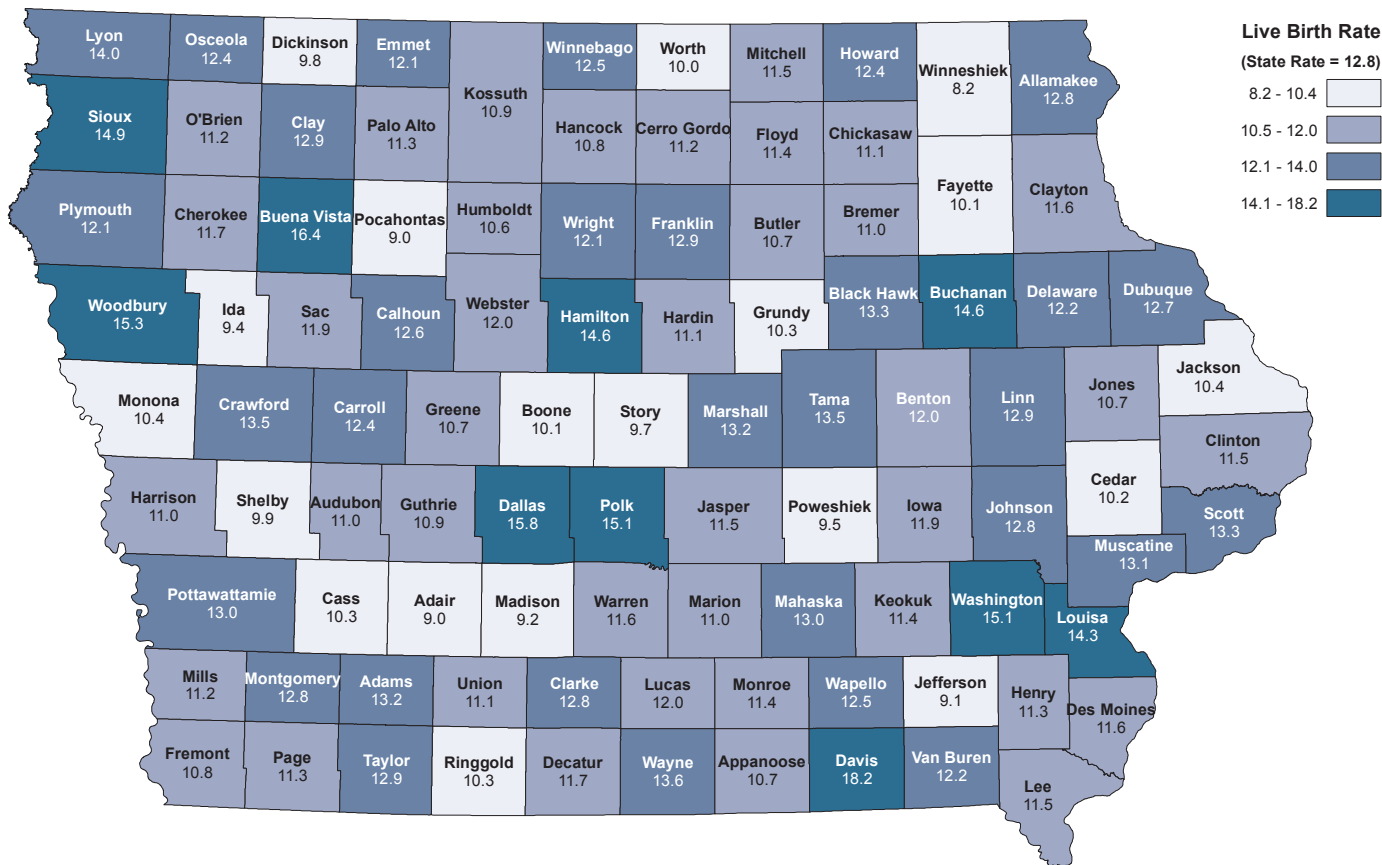 Live Birth Rate
(State Rate = 12.8)
8.2 - 10.4
10.5 - 12.0
12.1 - 14.0
14.1 - 18.2
Lyon
14.0
Osceola
12.4
Dickinson
9.8
Emmet
12.1
Kossuth
10.9
Winnebago
12.5
Worth
10.0
Mitchell
11.5
Howard
12.4
Winneshiek
8.2
Allamakee
12.8
Sioux
14.9
O'Brien
11.2
Clay
12.9
Palo Alto
11.3
Hancock
10.8
Cerro Gordo
11.2
Floyd
11.4
Chickasaw
11.1
Plymouth
12.1
Cherokee
11.7
Buena Vista
16.4
Pocahontas
9.0
Humboldt
10.6
Wright
12.1
Franklin
12.9
Butler
10.7
Bremer
11.0
Fayette
10.1
Clayton
11.6
Woodbury
15.3
Ida
9.4
Sac
11.9
Calhoun
12.6
Webster
12.0
Hamilton
14.6
Hardin
11.1
Grundy
10.3
Black Hawk
13.3
Buchanan
14.6
Delaware
12.2
Dubuque
12.7
Monona
10.4
Crawford
13.5
Carroll
12.4
Greene
10.7
Boone
10.1
Story
9.7
Marshall
13.2
Tama
13.5
Benton
12.0
Linn
12.9
Jones
10.7
Jackson
10.4
Clinton
11.5
Harrison
11.0
Shelby
9.9
Audubon
11.0
Guthrie
10.9
Dallas
15.8
Polk
15.1
Jasper
11.5
Poweshiek
9.5
Iowa
11.9
Johnson
12.8
Cedar
10.2
Scott
13.3
Muscatine
13.1
Pottawattamie
13.0
Cass
10.3
Adair
9.0
Madison
9.2
Warren
11.6
Marion
11.0
Mahaska
13.0
Keokuk
11.4
Washington
15.1
Louisa
14.3
Mills
11.2
Montgomery
12.8
Adams
13.2
Union
11.1
Clarke
12.8
Lucas
12.0
Monroe
11.4
Wapello
12.5
Jefferson
9.1
Henry
11.3
Des Moines
11.6
Fremont
10.8
Page
11.3
Taylor
12.9
Ringgold
10.3
Decatur
11.7
Wayne
13.6
Appanoose
10.7
Davis
18.2
Van Buren
12.2
Lee
11.5